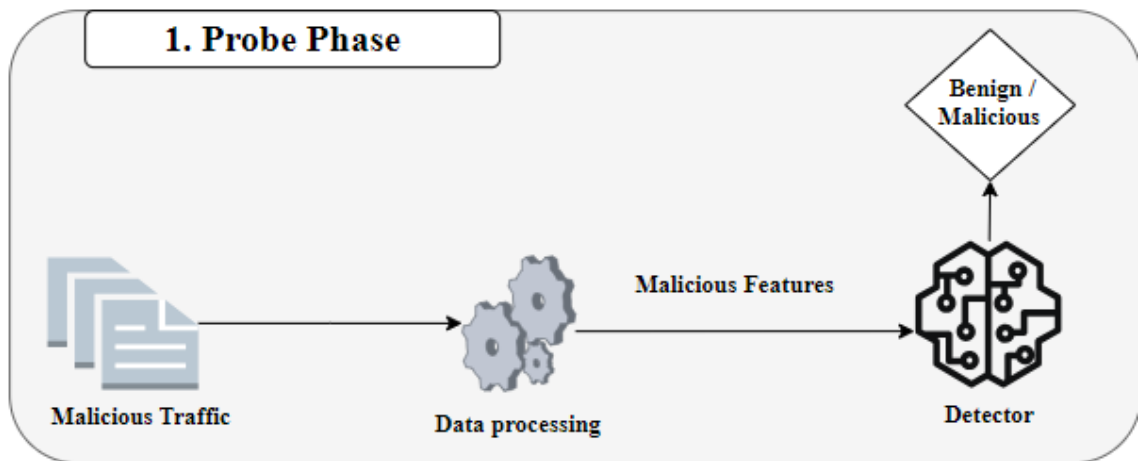 1. Probe Phase
Benign /
Malicious
Malicious Features
Malicious Traffic
Data processing
Detector